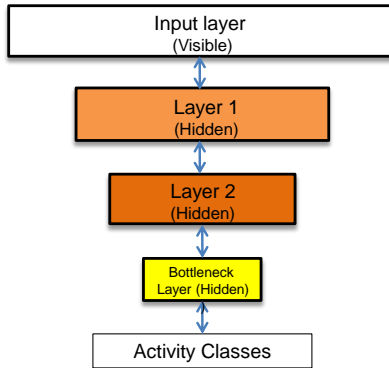 Input layer
(Visible)
Layer 1
(Hidden)
Layer 2
(Hidden)
Bottleneck
Layer (Hidden)
Activity Classes